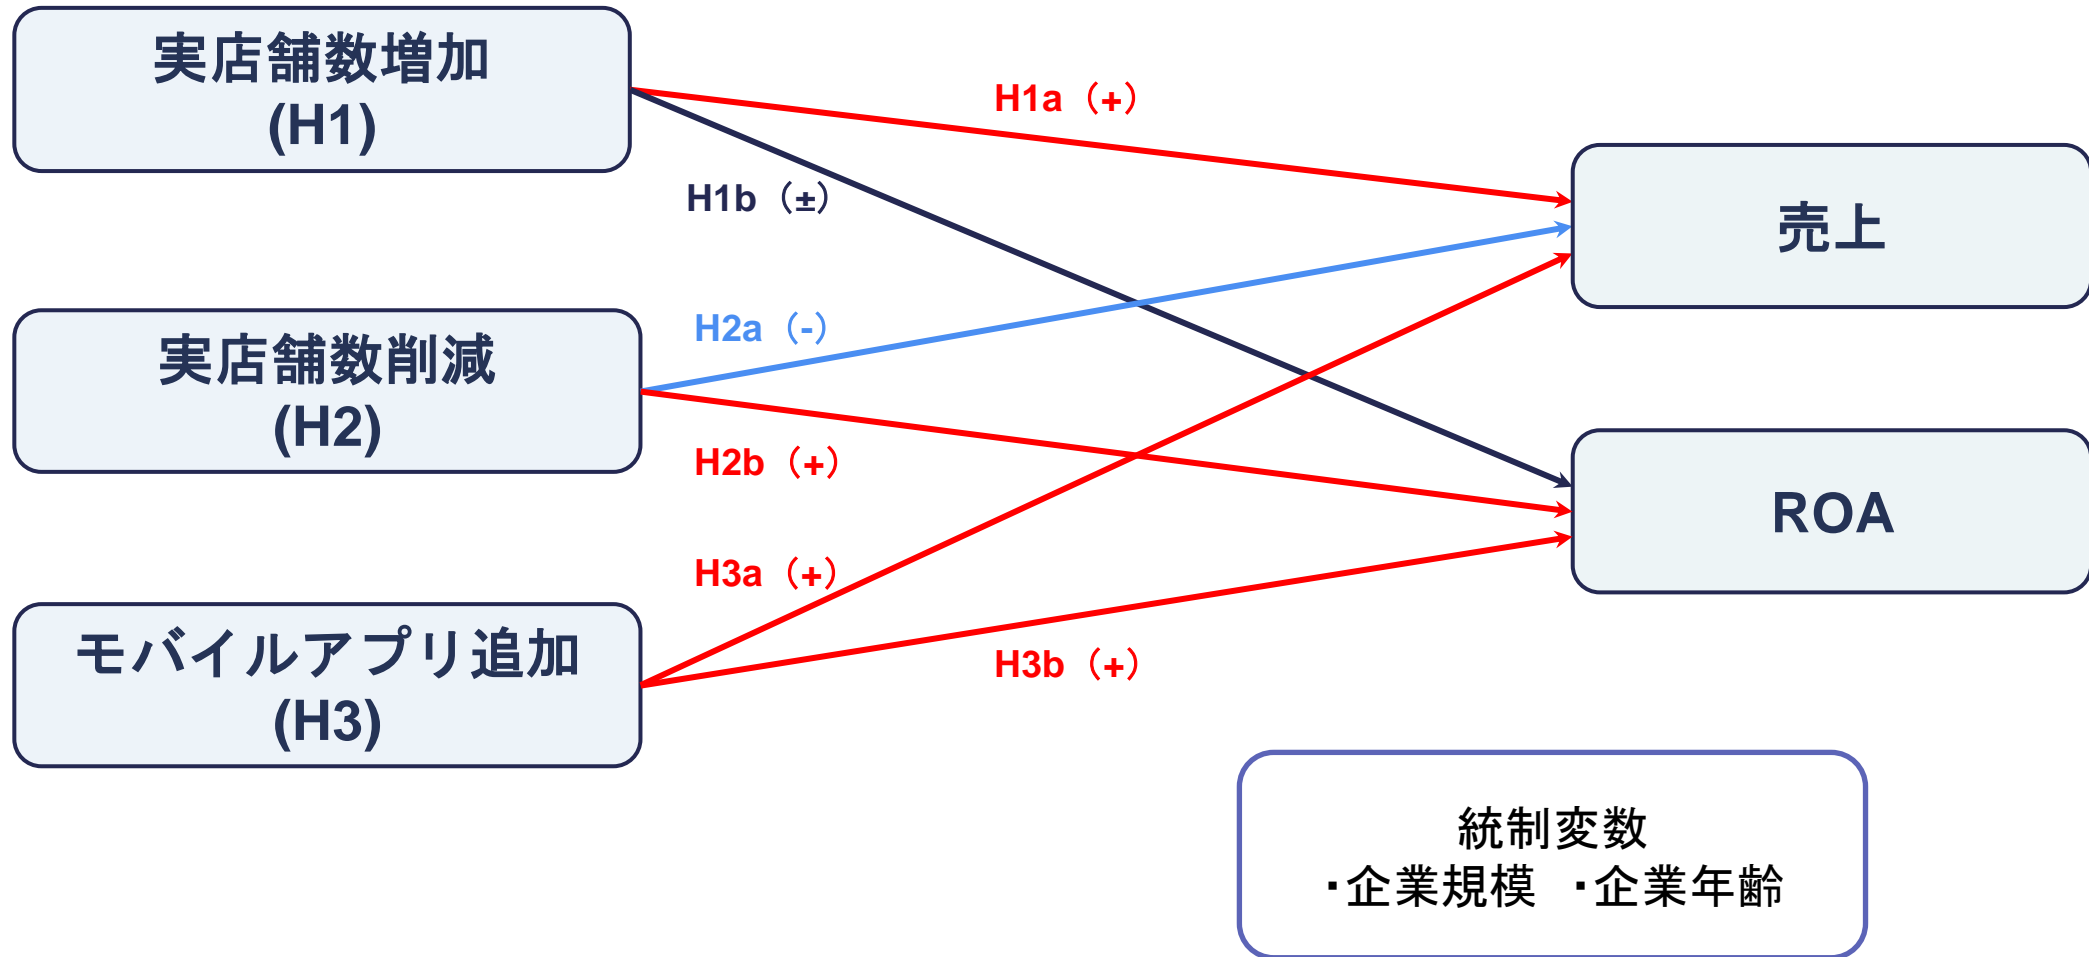 実店舗数増加
(H1)
H1a（+）
H1b（±）
売上
実店舗数削減
(H2)
H2a（-）
H2b（+）
ROA
モバイルアプリ追加
(H3)
H3a（+）
H3b（+）
統制変数
・企業規模　・企業年齢